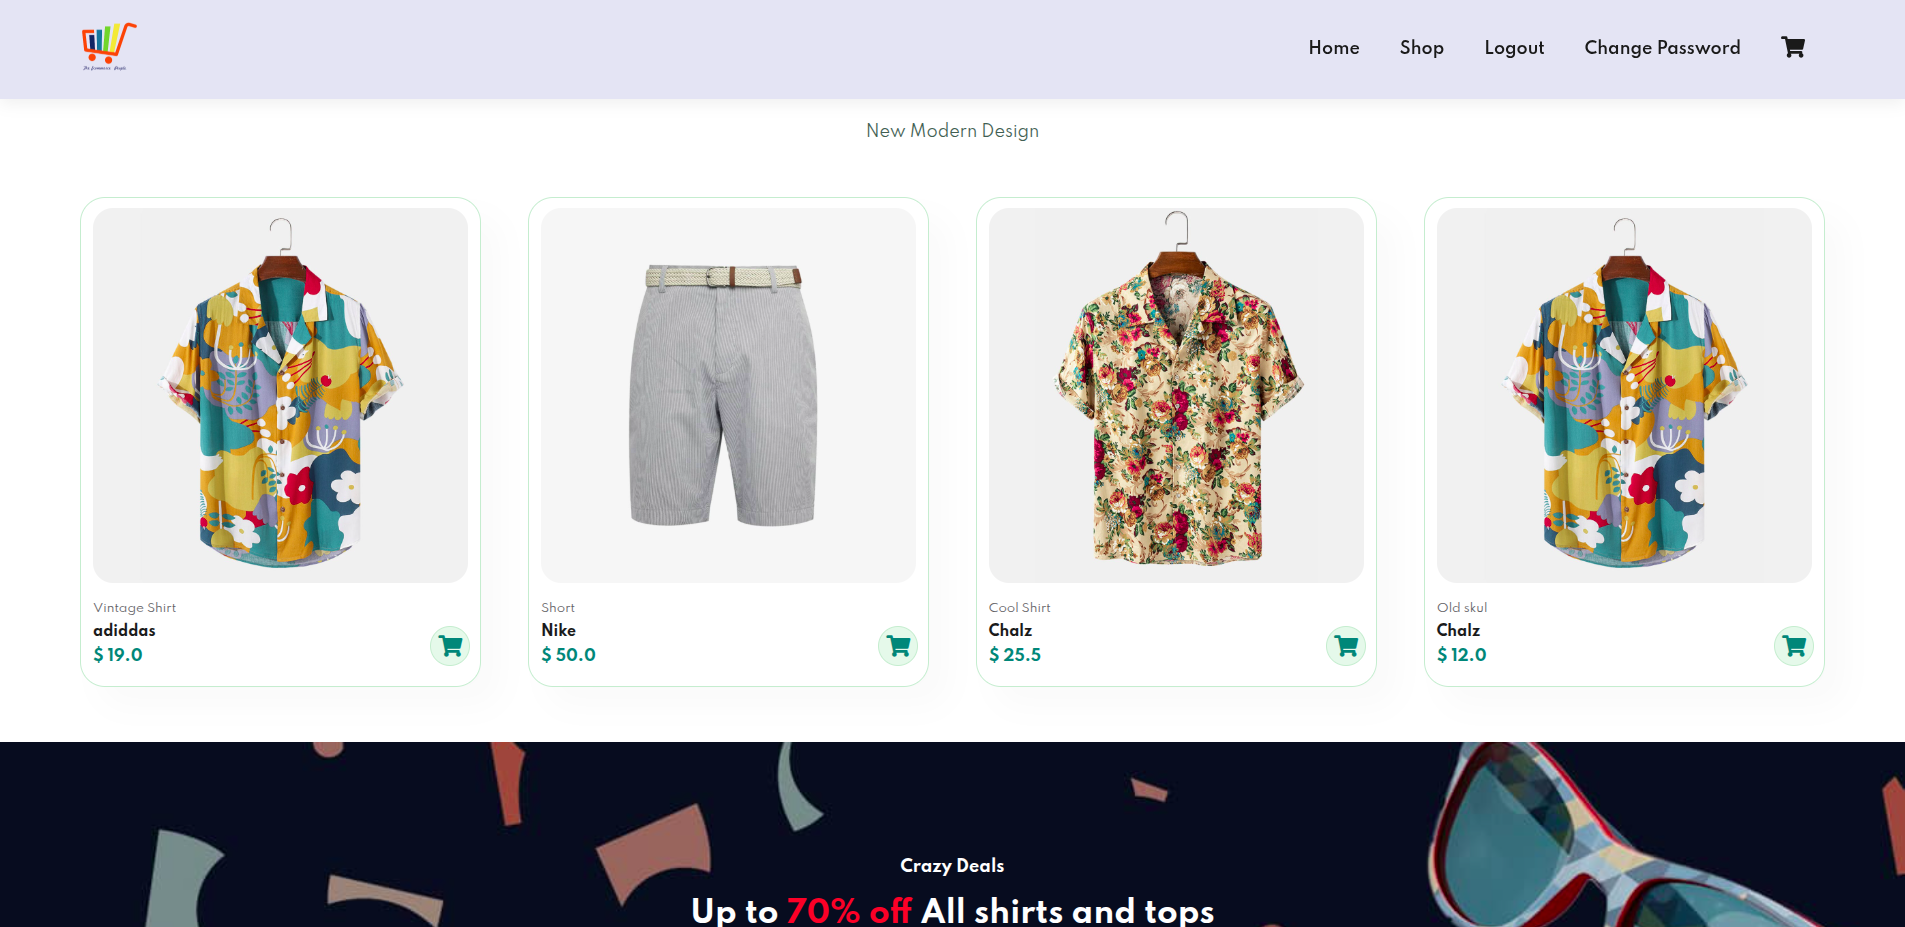 Home Shop Logout Change Password
New Modern Design
Vintage Shirt
adiddas
$ 19.0
Short
Nike
$ 50.0
Cool Shirt
Chalz
$ 25.5
Old skul
Chalz
$ 12.0
Crazy Deals
Up to 70% off All shirts and tops